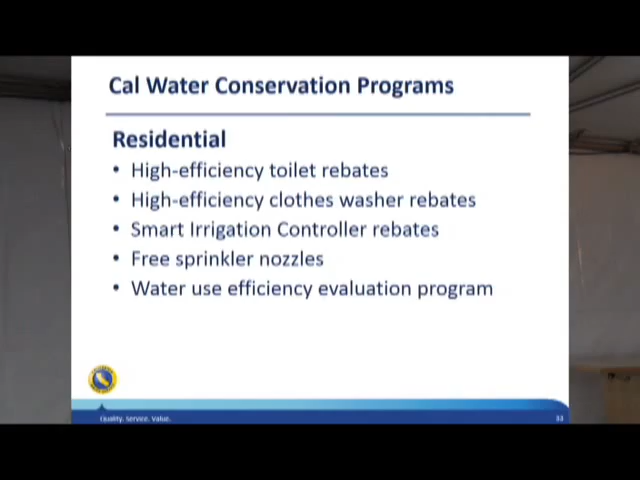 Cal Water Conservation Programs
Residential
• High-efficiency toilet rebates
• High-efficiency clothes washer rebates
• Smart Irrigation Controller rebates
• Free sprinkler nozzles
• Water use efficiency evaluation program
Quality. Service. Value.
33